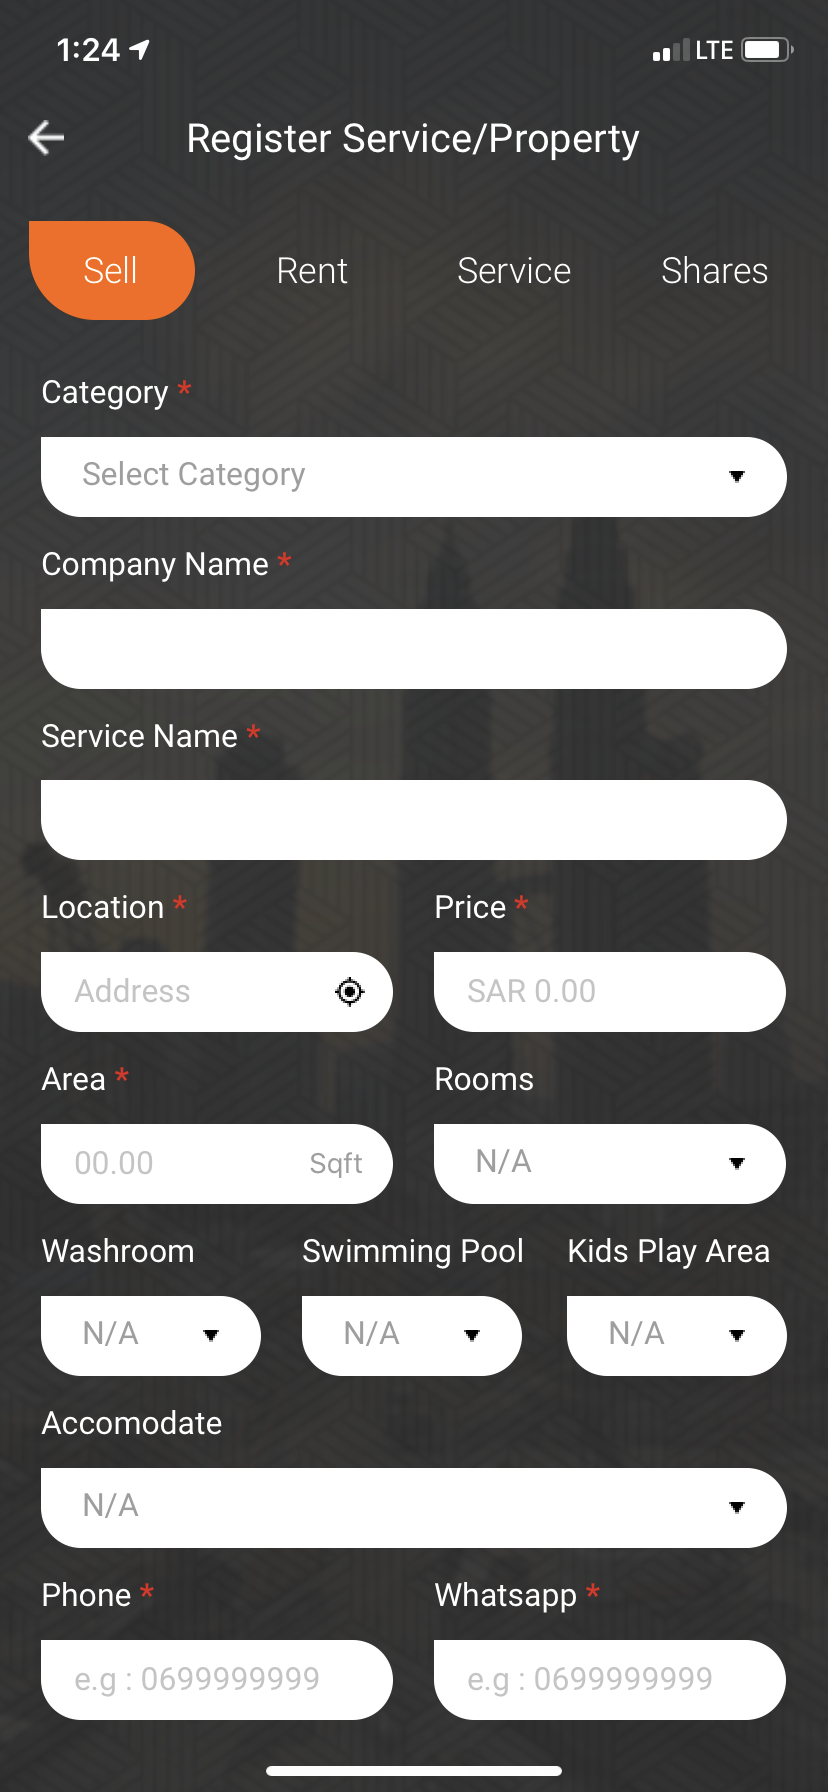 1:24 LTE
Register Service/Property
Sell Rent Service Shares
Category *
Select Category
Company Name *
Service Name *
Location * Price *
Address SAR 0.00
Area * Rooms
00.00 Sqft N/A
Washroom Swimming Pool Kids Play Area
N/A N/A N/A
Accomodate
N/A
Phone * Whatsapp *
e.g : 0699999999 e.g : 0699999999